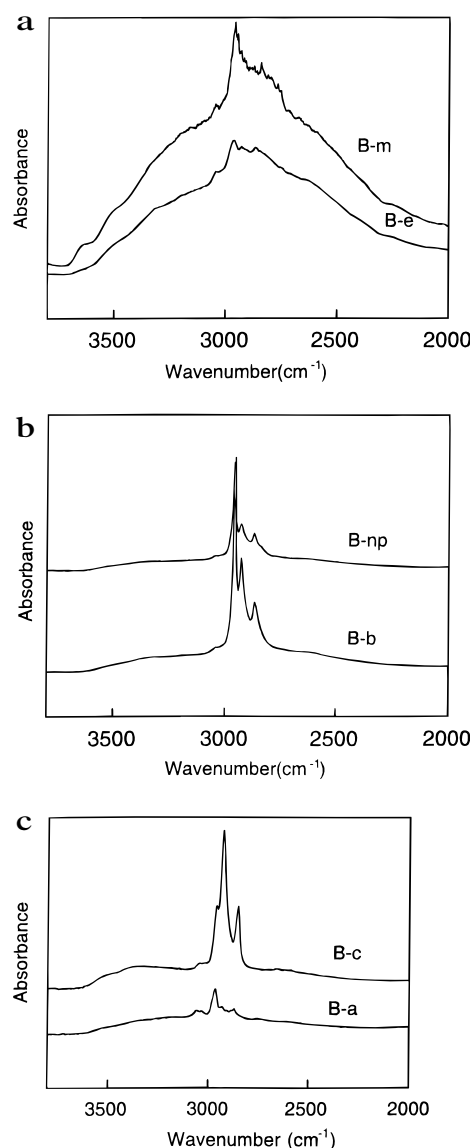 a
Absorbance
B-m
B-e
3500 3000 2500 2000
Wavenumber(cm-1)
b
Absorbance
B-np
B-b
3500 3000 2500 2000
Wavenumber(cm-1)
c
Absorbance
B-c
B-a
3500 3000 2500 2000
Wavenumber (cm-1)